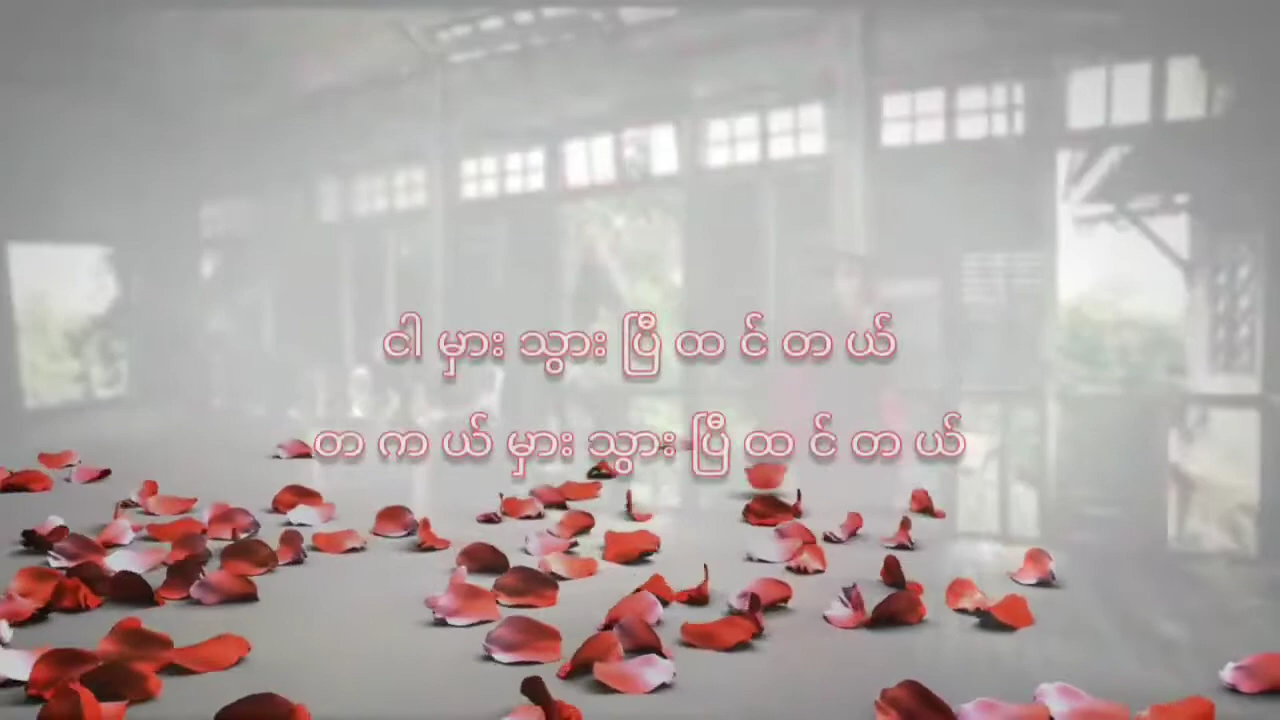 ငါ မှား သွား ပြီ ထ င် တ ယ်
တ က ယ် မှား သွား ပြီ ထ င် တ ယ်